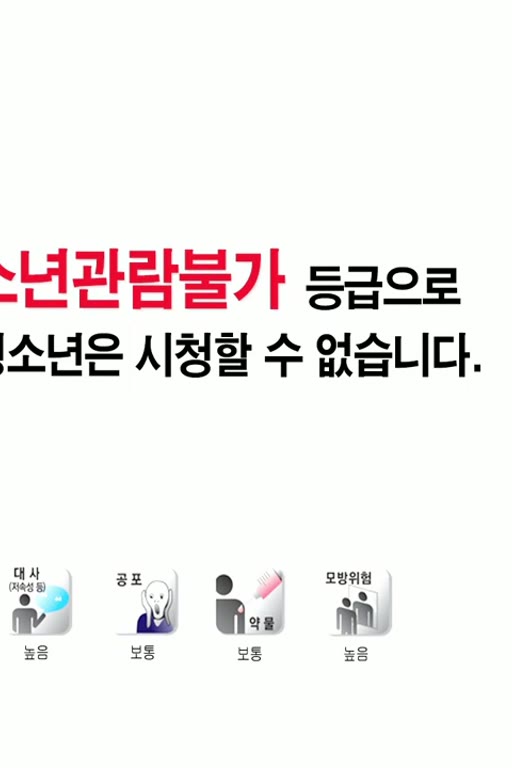 소년관람불가 등급으로
청소년은 시청할 수 없습니다.
대사 공포 약물 모방위험
(저속성 등)
높음 보통 보통 높음